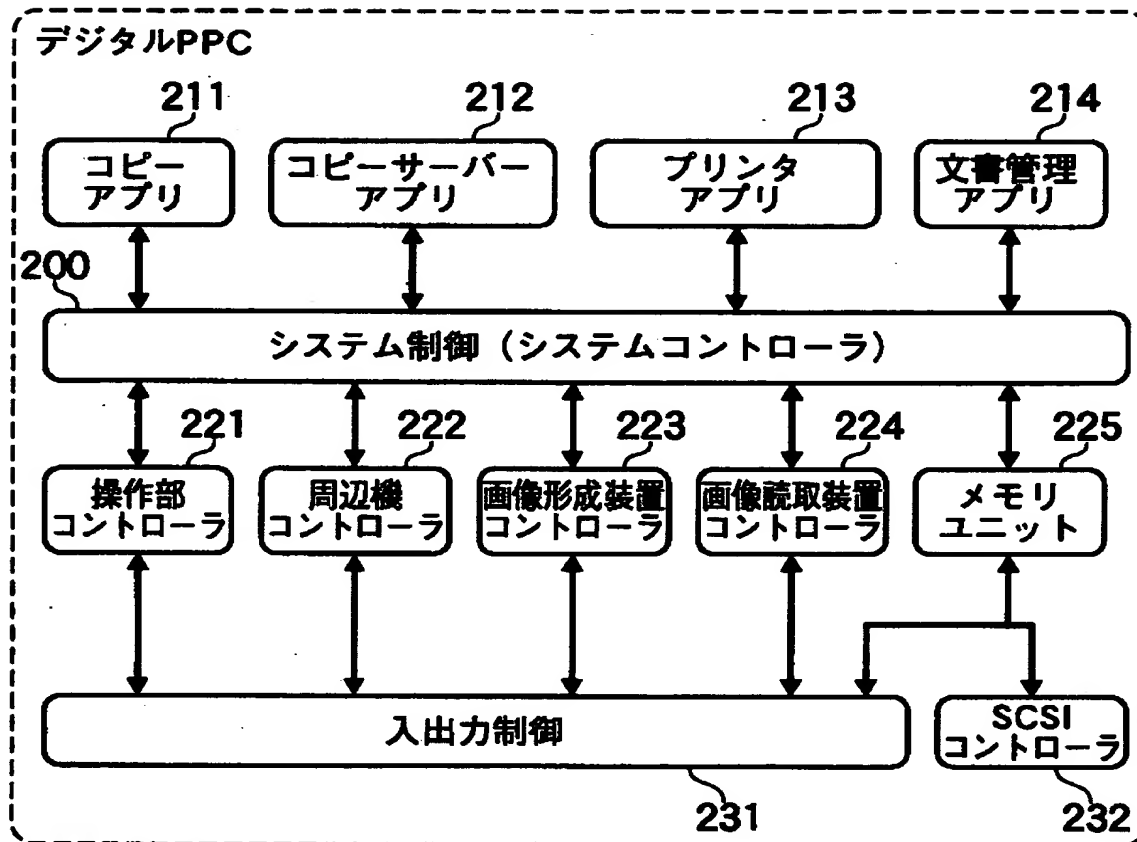 デジタルPPC
211
212
213
214
コピー
アプリ
コピーサーバー
アプリ
プリンタ
アプリ
文書管理
アプリ
200
システム制御（システムコントローラ）
221
222
223
224
225
操作部
コントローラ
周辺機
コントローラ
画像形成装置
コントローラ
画像読取装置
コントローラ
メモリ
ユニット
入出力制御
SCSI
コントローラ
231
232